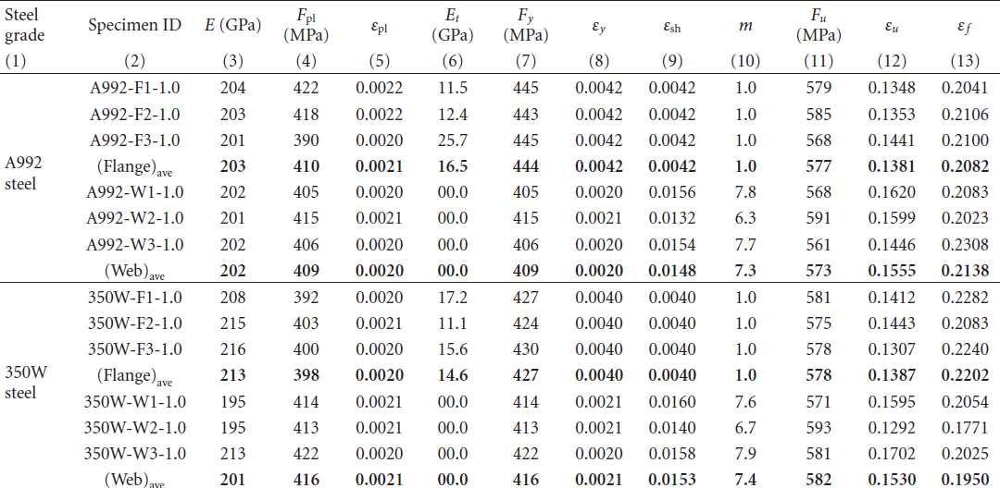 Steel grade Specimen ID E (GPa) Fpl (MPa) εpl Et (GPa) Fy (MPa) εy εsh m Fu (MPa) εu εf
(1) (2) (3) (4) (5) (6) (7) (8) (9) (10) (11) (12) (13)
A992-F1-1.0 204 422 0.0022 11.5 445 0.0042 0.0042 1.0 579 0.1348 0.2041
A992-F2-1.0 203 418 0.0022 12.4 443 0.0042 0.0042 1.0 585 0.1353 0.2106
A992-F3-1.0 201 390 0.0020 25.7 445 0.0042 0.0042 1.0 568 0.1441 0.2100
A992 steel (Flange)ave 203 410 0.0021 16.5 444 0.0042 0.0042 1.0 577 0.1381 0.2082
A992-W1-1.0 202 405 0.0020 00.0 405 0.0020 0.0156 7.8 568 0.1620 0.2083
A992-W2-1.0 201 415 0.0021 00.0 415 0.0021 0.0132 6.3 591 0.1599 0.2023
A992-W3-1.0 202 406 0.0020 00.0 406 0.0020 0.0154 7.7 561 0.1446 0.2308
(Web)ave 202 409 0.0020 00.0 409 0.0020 0.0148 7.3 573 0.1555 0.2138
350W-F1-1.0 208 392 0.0020 17.2 427 0.0040 0.0040 1.0 581 0.1412 0.2282
350W-F2-1.0 215 403 0.0021 11.1 424 0.0040 0.0040 1.0 575 0.1443 0.2083
350W-F3-1.0 216 400 0.0020 15.6 430 0.0040 0.0040 1.0 578 0.1307 0.2240
350W steel (Flange)ave 213 398 0.0020 14.6 427 0.0040 0.0040 1.0 578 0.1387 0.2202
350W-W1-1.0 195 414 0.0021 00.0 414 0.0021 0.0160 7.6 571 0.1595 0.2054
350W-W2-1.0 195 413 0.0021 00.0 413 0.0021 0.0140 6.7 593 0.1292 0.1771
350W-W3-1.0 213 422 0.0020 00.0 422 0.0020 0.0158 7.9 581 0.1702 0.2025
(Web)ave 201 416 0.0021 00.0 416 0.0021 0.0153 7.4 582 0.1530 0.1950